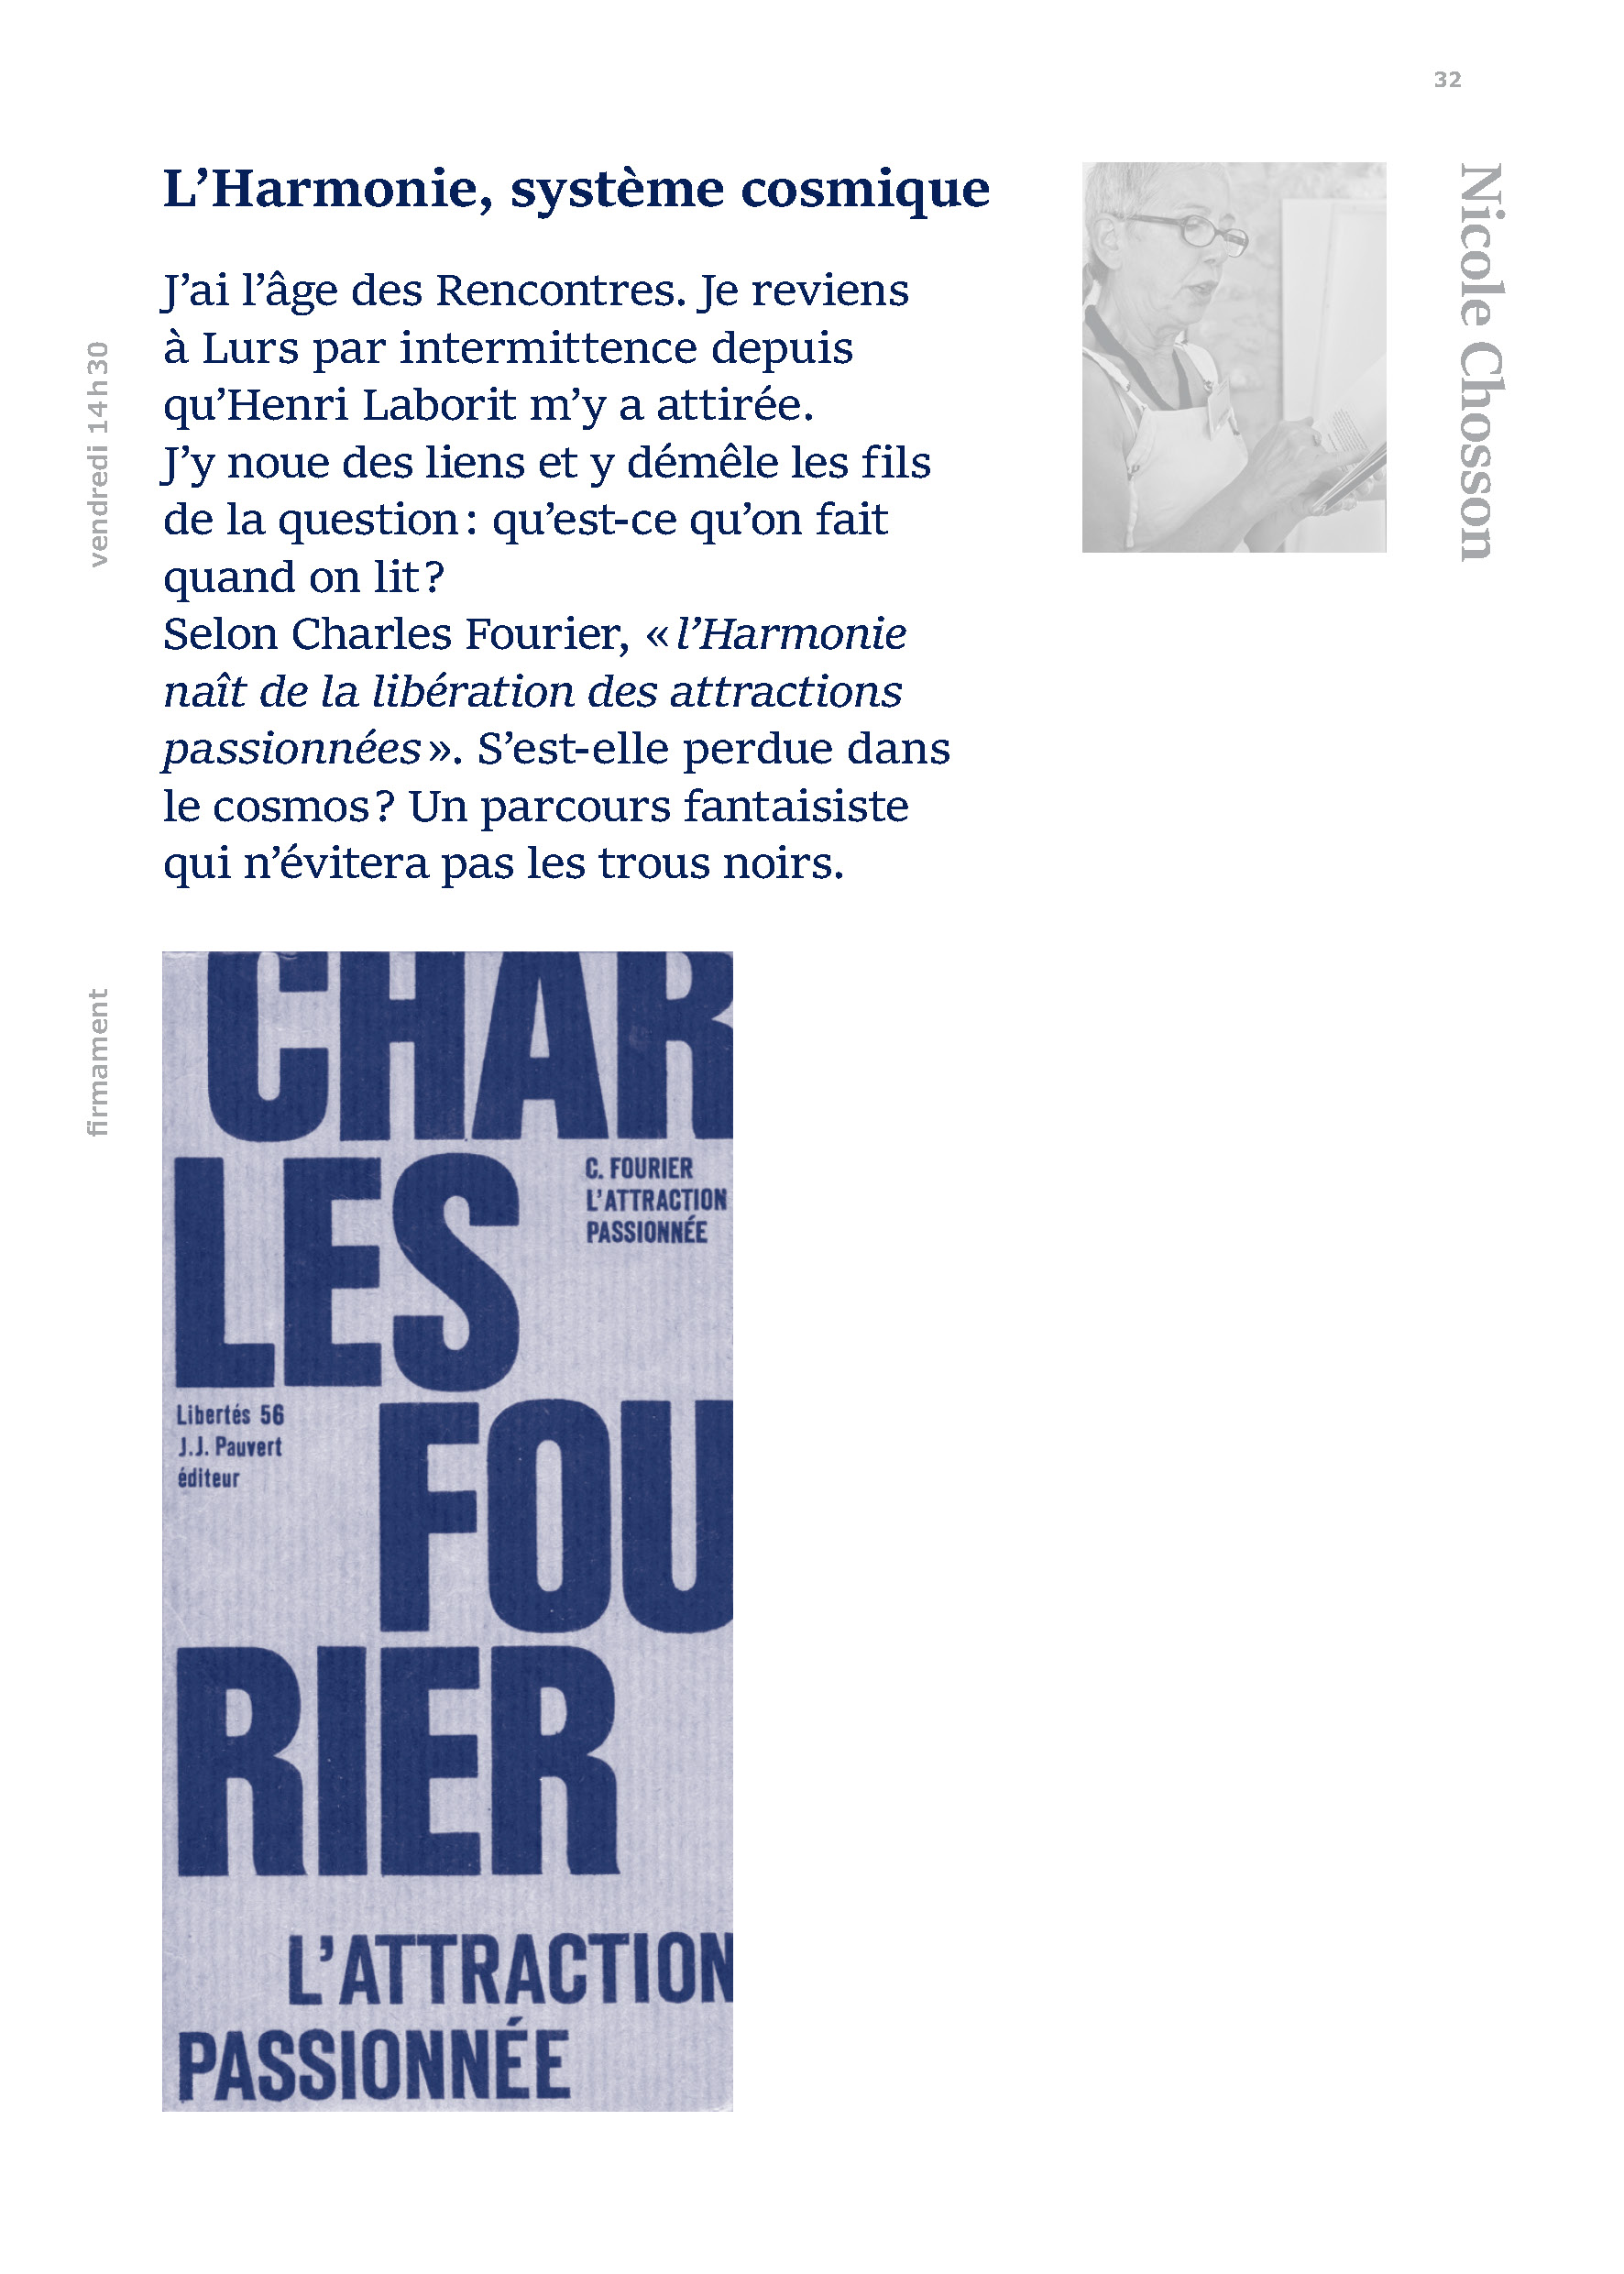 32
L’Harmonie, système cosmique
Nicole Chosson
vendredi 14 h 30
J’ai l’âge des Rencontres. Je reviens
à Lurs par intermittence depuis
qu’Henri Laborit m’y a attirée.
J’y noue des liens et y démêle les fils
de la question : qu’est-ce qu’on fait
quand on lit ?
Selon Charles Fourier, « l’Harmonie
naît de la libération des attractions
passionnées ». S’est-elle perdue dans
le cosmos ? Un parcours fantaisiste
qui n’évitera pas les trous noirs.
firmament
CHAR
LES
C. FOURIER
L’ATTRACTION
PASSIONNÉE
Libertés 56
J.J. Pauvert
éditeur
FOU
RIER
L’ATTRACTION
PASSIONNÉE